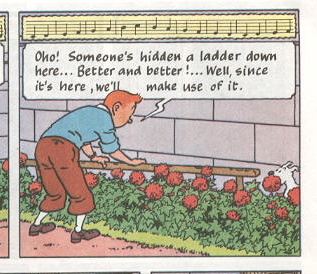 Oho! Someone's hidden a ladder down
here... Better and better!... Well, since
it's here, we'll make use of it.